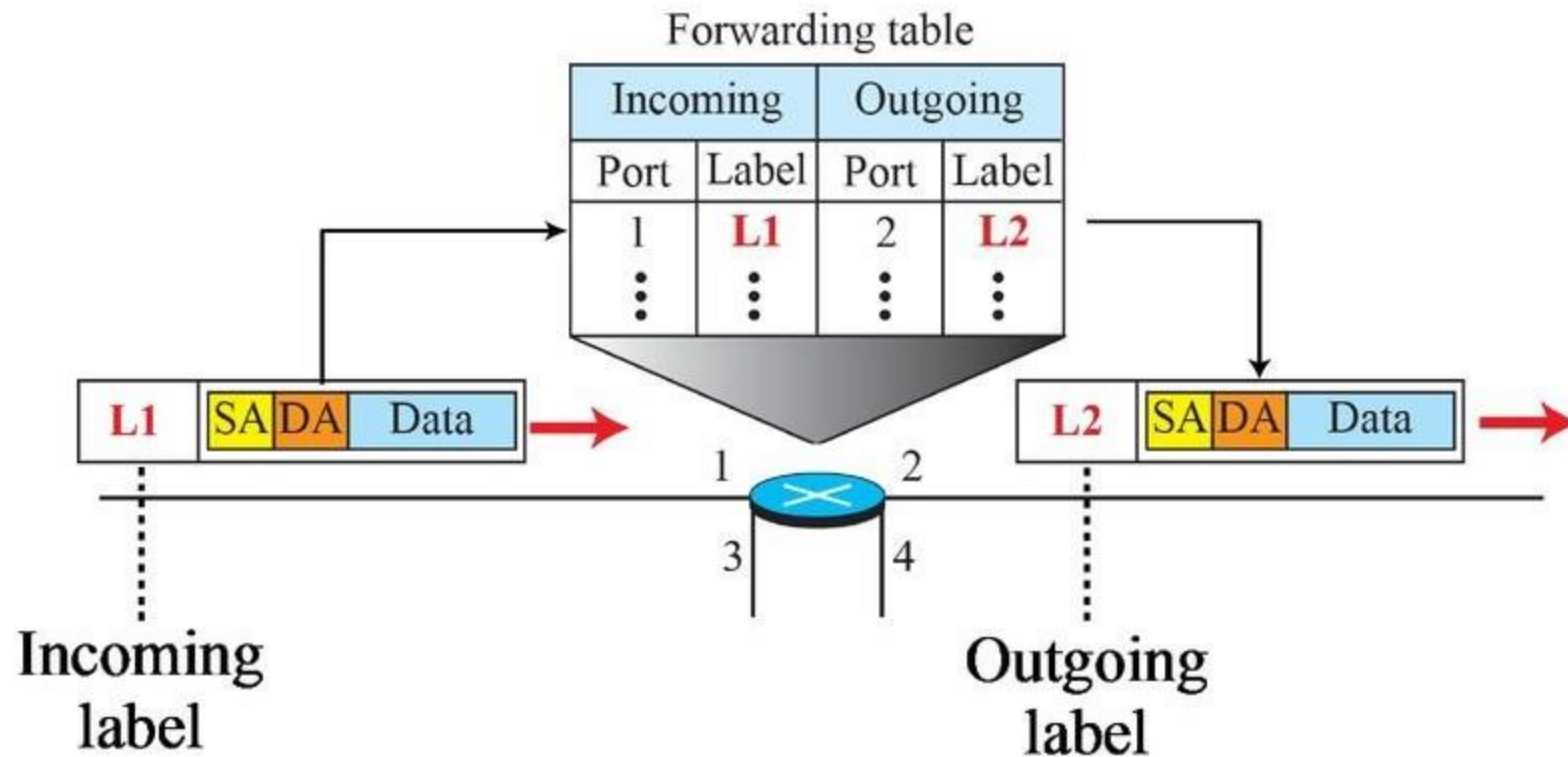 Forwarding table
Incoming Outgoing
Port Label Port Label
1 L1 2 L2
L1 SA DA Data
L2 SA DA Data
1 2
3 4
Incoming
label
Outgoing
label